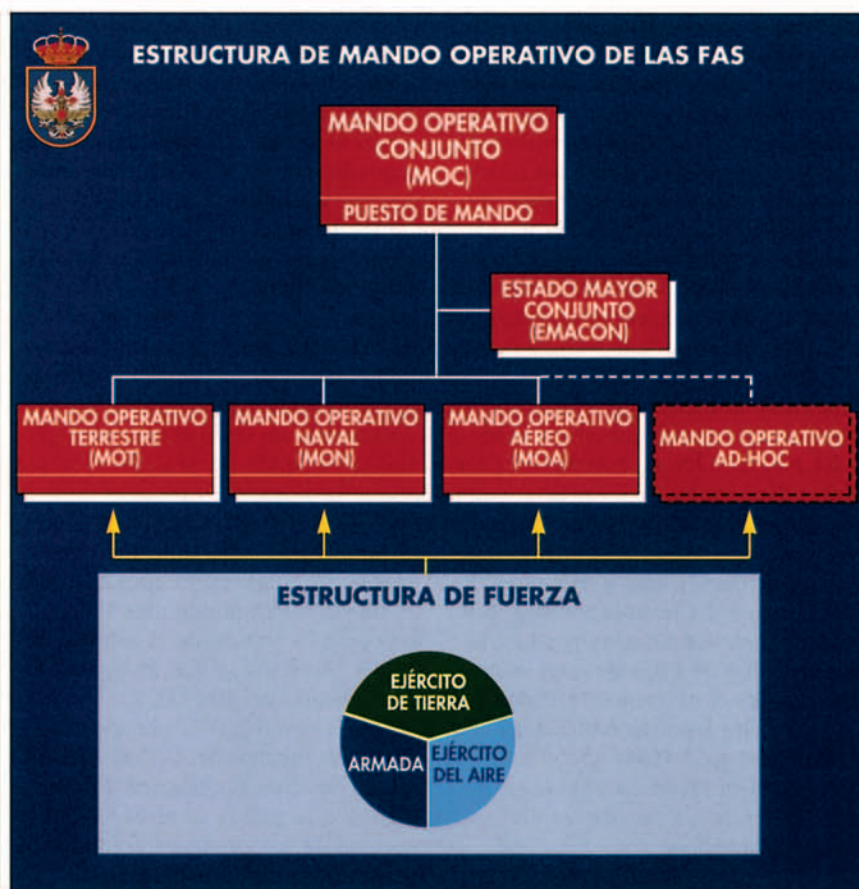 ESTRUCTURA DE MANDO OPERATIVO DE LAS FAS
MANDO OPERATIVO
CONJUNTO
(MOC)
PUESTO DE MANDO
ESTADO MAYOR
CONJUNTO
(EMACON)
MANDO OPERATIVO
TERRESTRE
(MOT)
MANDO OPERATIVO
NAVAL
(MON)
MANDO OPERATIVO
AÉREO
(MOA)
MANDO OPERATIVO
AD-HOC
ESTRUCTURA DE FUERZA
EJÉRCITO
DE TIERRA
ARMADA
EJÉRCITO
DEL AIRE